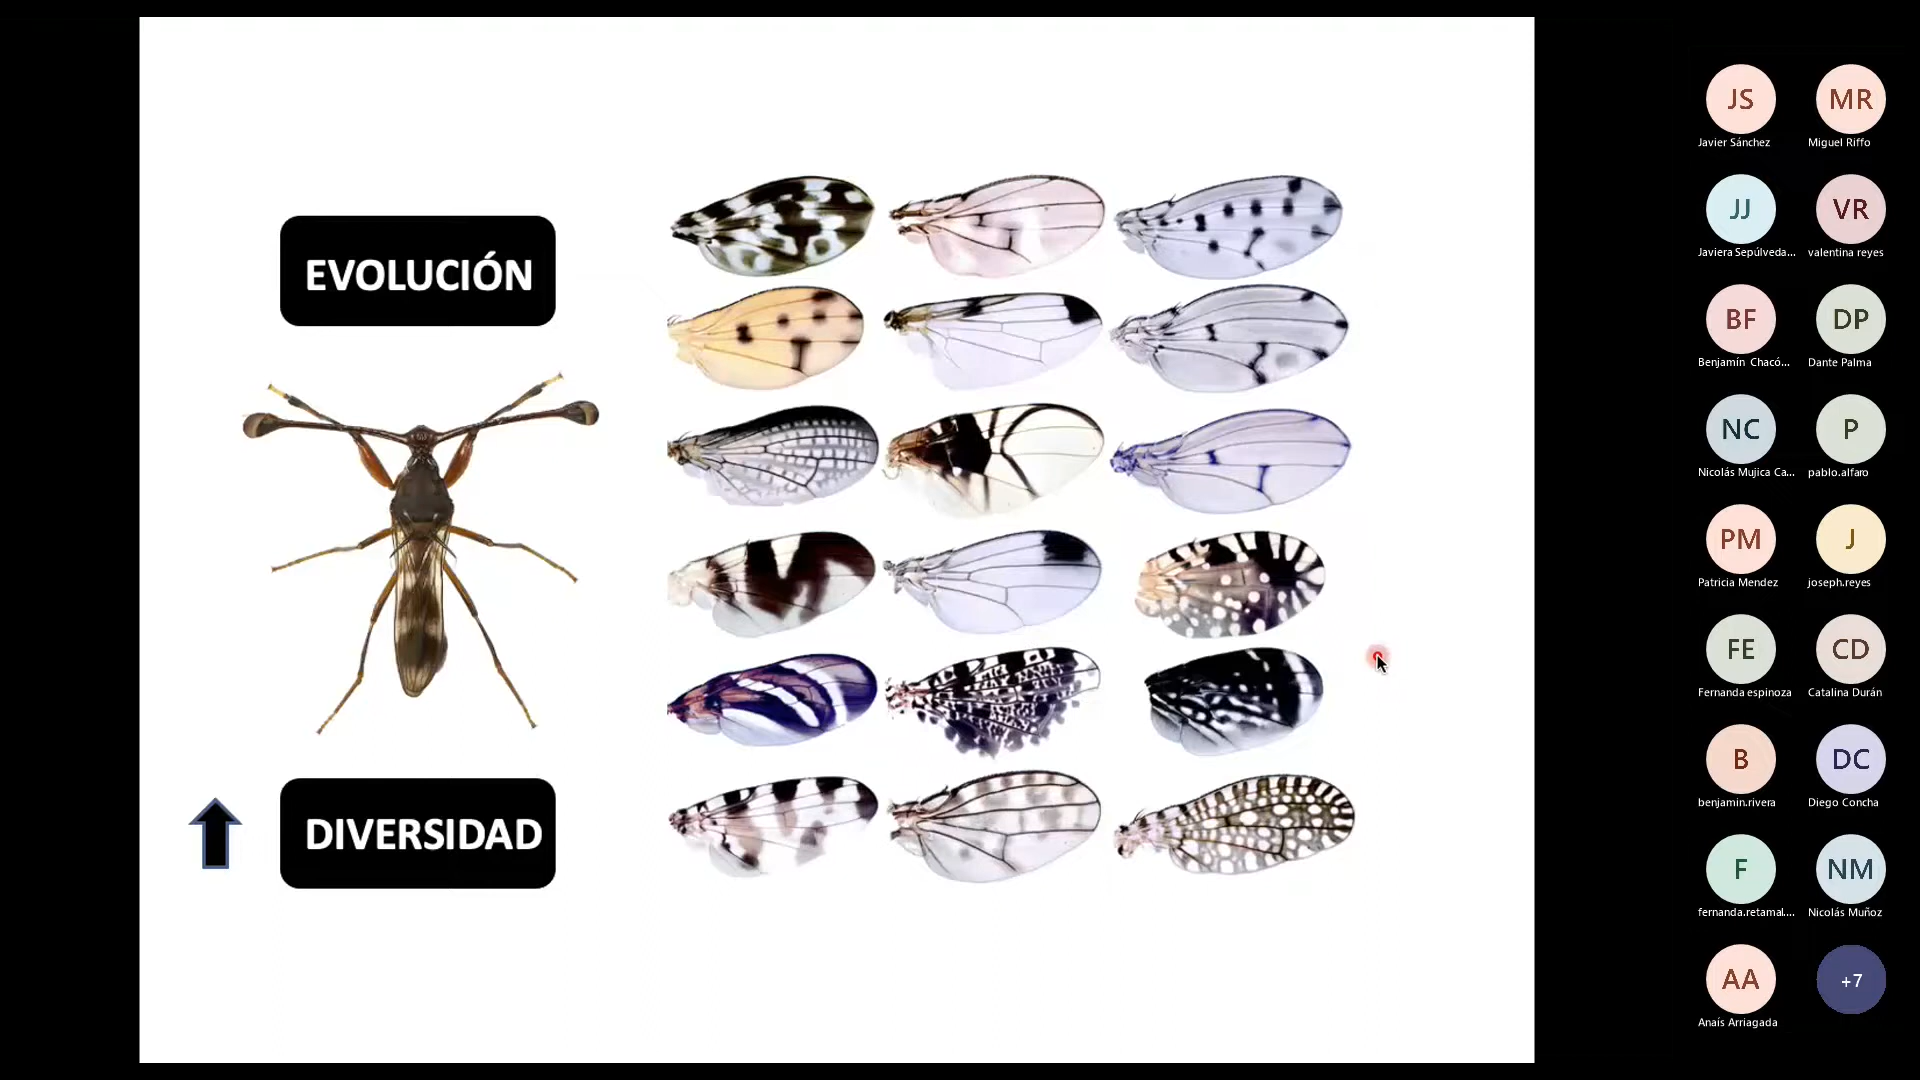 EVOLUCIÓN
DIVERSIDAD
JS
MR
Javier Sánchez
Miguel Riffo
JJ
VR
Javiera Sepúlveda...
valentina reyes
BF
DP
Benjamín Chacó...
Dante Palma
NC
P
Nicolás Mujica Ca...
pablo.alfaro
PM
J
Patricia Mendez
joseph.reyes
FE
CD
Fernanda espinoza
Catalina Durán
B
DC
benjamin.rivera
Diego Concha
F
NM
fernanda.retamal....
Nicolás Muñoz
AA
+7
Anaís Arriagada